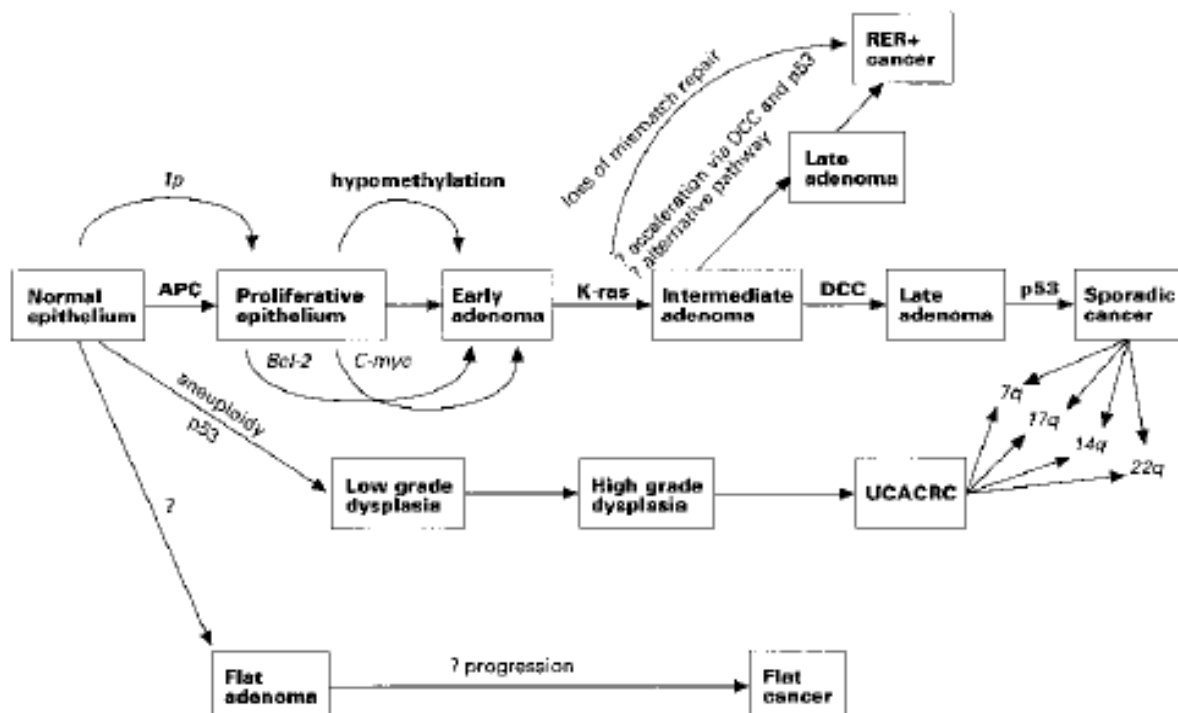 RER+
cancer
loss of mismatch repair
? acceleration via DCC and p53
? alternative pathway
Late
adenoma
1p
hypomethylation
Normal
epithelium
APC
Proliferative
epithelium
Early
adenoma
K-ras
Intermediate
adenoma
DCC
Late
adenoma
p53
Sporadic
cancer
Bcl-2
C-myc
aneuploidy
p53
7q
17q
14q
22q
Low grade
dysplasia
High grade
dysplasia
UCACRC
?
Flat
adenoma
? progression
Flat
cancer